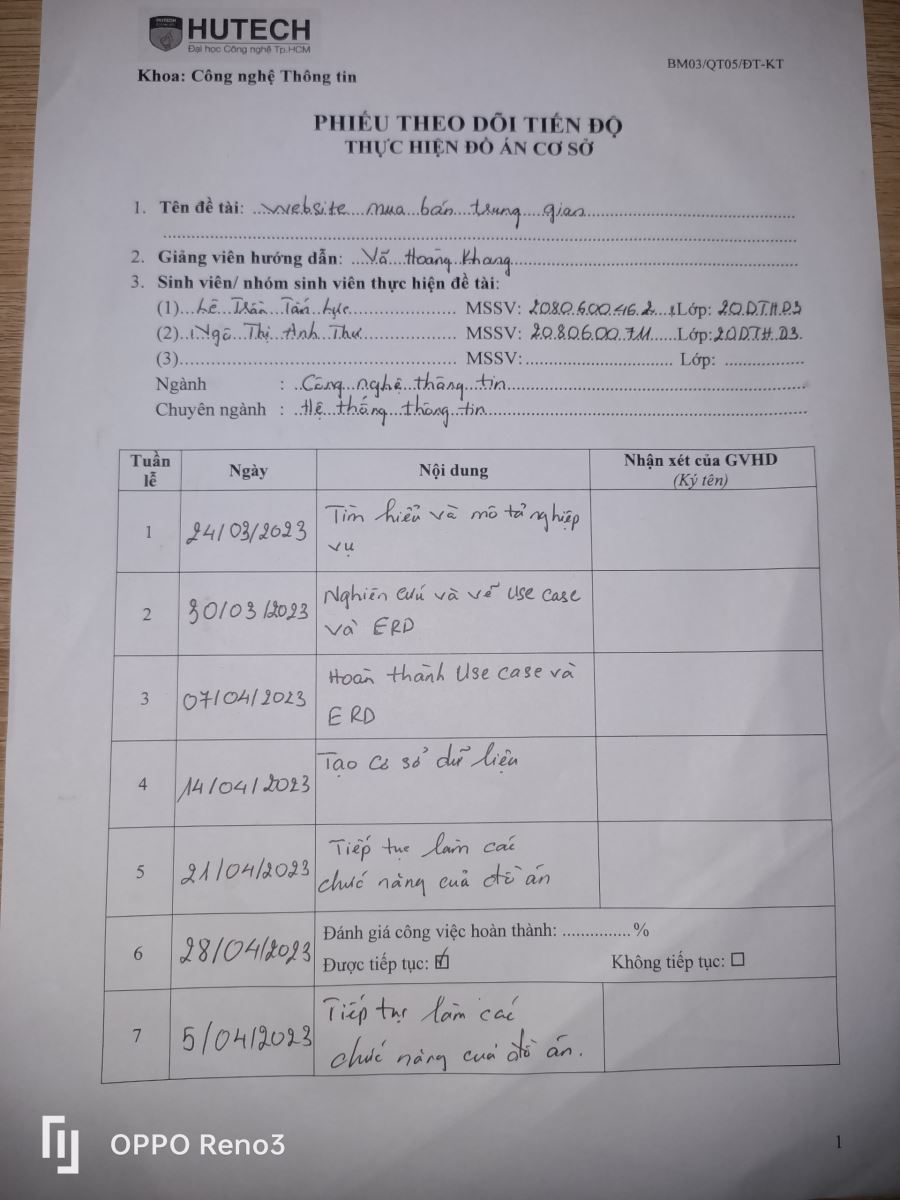 HUTECH
Đại học Công nghệ Tp.HCM
Khoa: Công nghệ Thông tin
BM03/QT05/ĐT-KT
PHIẾU THEO DÕI TIẾN ĐỘ
THỰC HIỆN ĐỒ ÁN CƠ SỞ
1. Tên đề tài: Website mua bán trung gian
2. Giảng viên hướng dẫn: Võ Hoàng Khang
3. Sinh viên/ nhóm sinh viên thực hiện đề tài:
(1) Lê Trần Tấn Lực MSSV: 2080600462 Lớp: 20DTHD3
(2) Ngô Thị Anh Thư MSSV: 2080600711 Lớp: 20DTHD3.
(3) MSSV: Lớp:
Ngành : Công nghệ thông tin
Chuyên ngành : Hệ thống thông tin
Tuần lễ Ngày Nội dung Nhận xét của GVHD
(Ký tên)
1 24/03/2023 Tìm hiểu và mô tả nghiệp
vụ
2 30/03/2023 Nghiên cứu và vẽ Use case
và ERD
3 07/04/2023 Hoàn thành Use case và
ERD
4 14/04/2023 Tạo cơ sở dữ liệu
5 21/04/2023 Tiếp tục làm các
chức năng của đồ án
6 28/04/2023 Đánh giá công việc hoàn thành: ...............%
Được tiếp tục: ☑ Không tiếp tục: ☐
7 5/04/2023 Tiếp tục làm các
chức năng của đồ án.
OPPO Reno3
1